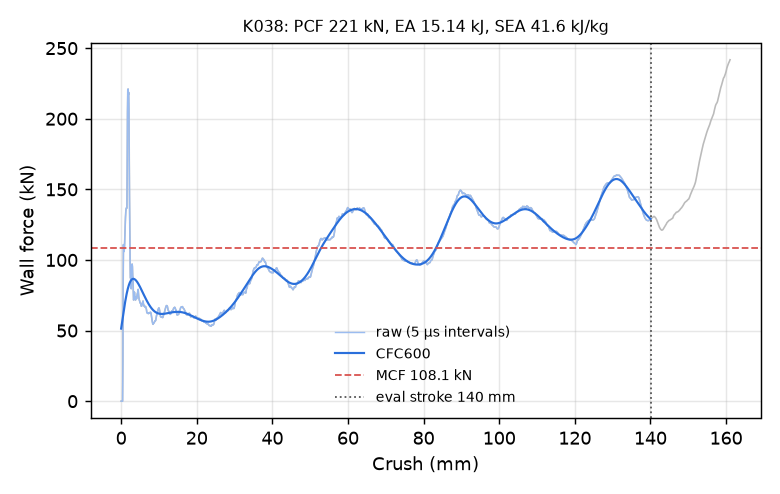 K038: PCF 221 kN, EA 15.14 kJ, SEA 41.6 kJ/kg
Wall force (kN)
250
200
150
100
50
0
raw (5 μs intervals)
CFC600
MCF 108.1 kN
eval stroke 140 mm
0 20 40 60 80 100 120 140 160
Crush (mm)